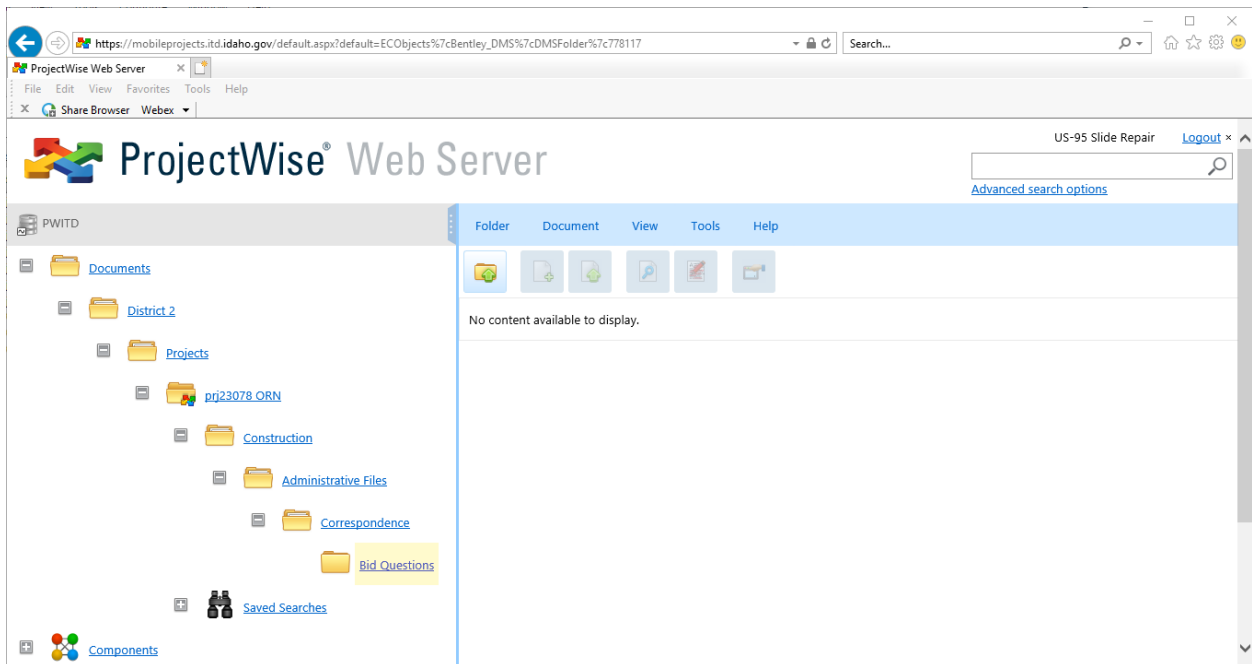 https://mobileprojects.itd.idaho.gov/default.aspx?default=ECObjects%7cBentley_DMS%7cDMSFolder%7c778117
Search...
ProjectWise Web Server
File Edit View Favorites Tools Help
X Share Browser Webex
ProjectWise® Web Server
US-95 Slide Repair Logout ×
Advanced search options
PWITD
Folder Document View Tools Help
Documents
No content available to display.
District 2
Projects
prj23078 ORN
Construction
Administrative Files
Correspondence
Bid Questions
Saved Searches
Components